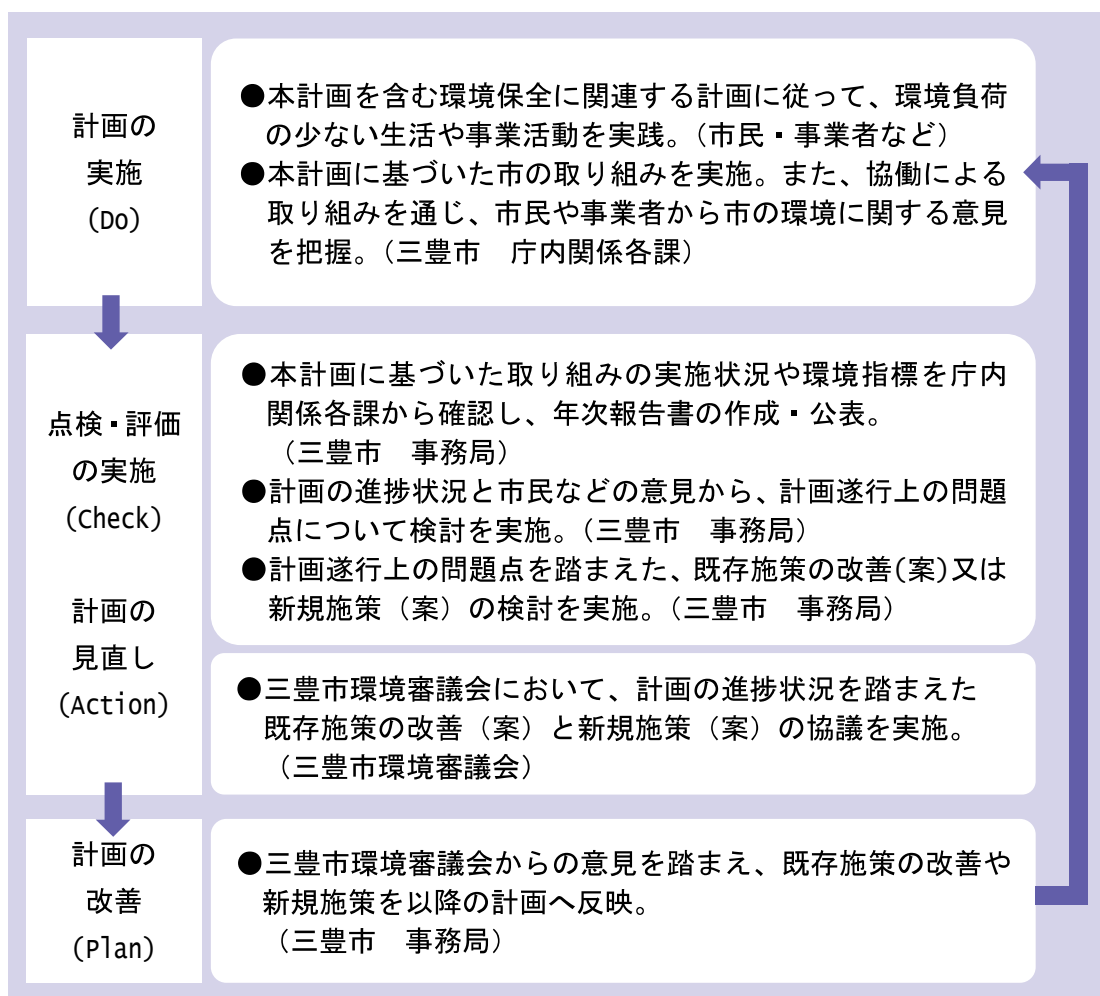 計画の
実施
(Do)
●本計画を含む環境保全に関連する計画に従って、環境負荷
の少ない生活や事業活動を実践。（市民・事業者など）
●本計画に基づいた市の取り組みを実施。また、協働による
取り組みを通じ、市民や事業者から市の環境に関する意見
を把握。（三豊市　庁内関係各課）
点検・評価
の実施
(Check)
計画の
見直し
(Action)
●本計画に基づいた取り組みの実施状況や環境指標を庁内
関係各課から確認し、年次報告書の作成・公表。
（三豊市　事務局）
●計画の進捗状況と市民などの意見から、計画遂行上の問題
点について検討を実施。（三豊市　事務局）
●計画遂行上の問題点を踏まえた、既存施策の改善(案)又は
新規施策（案）の検討を実施。（三豊市　事務局）
●三豊市環境審議会において、計画の進捗状況を踏まえた
既存施策の改善（案）と新規施策（案）の協議を実施。
（三豊市環境審議会）
計画の
改善
(Plan)
●三豊市環境審議会からの意見を踏まえ、既存施策の改善や
新規施策を以降の計画へ反映。
（三豊市　事務局）